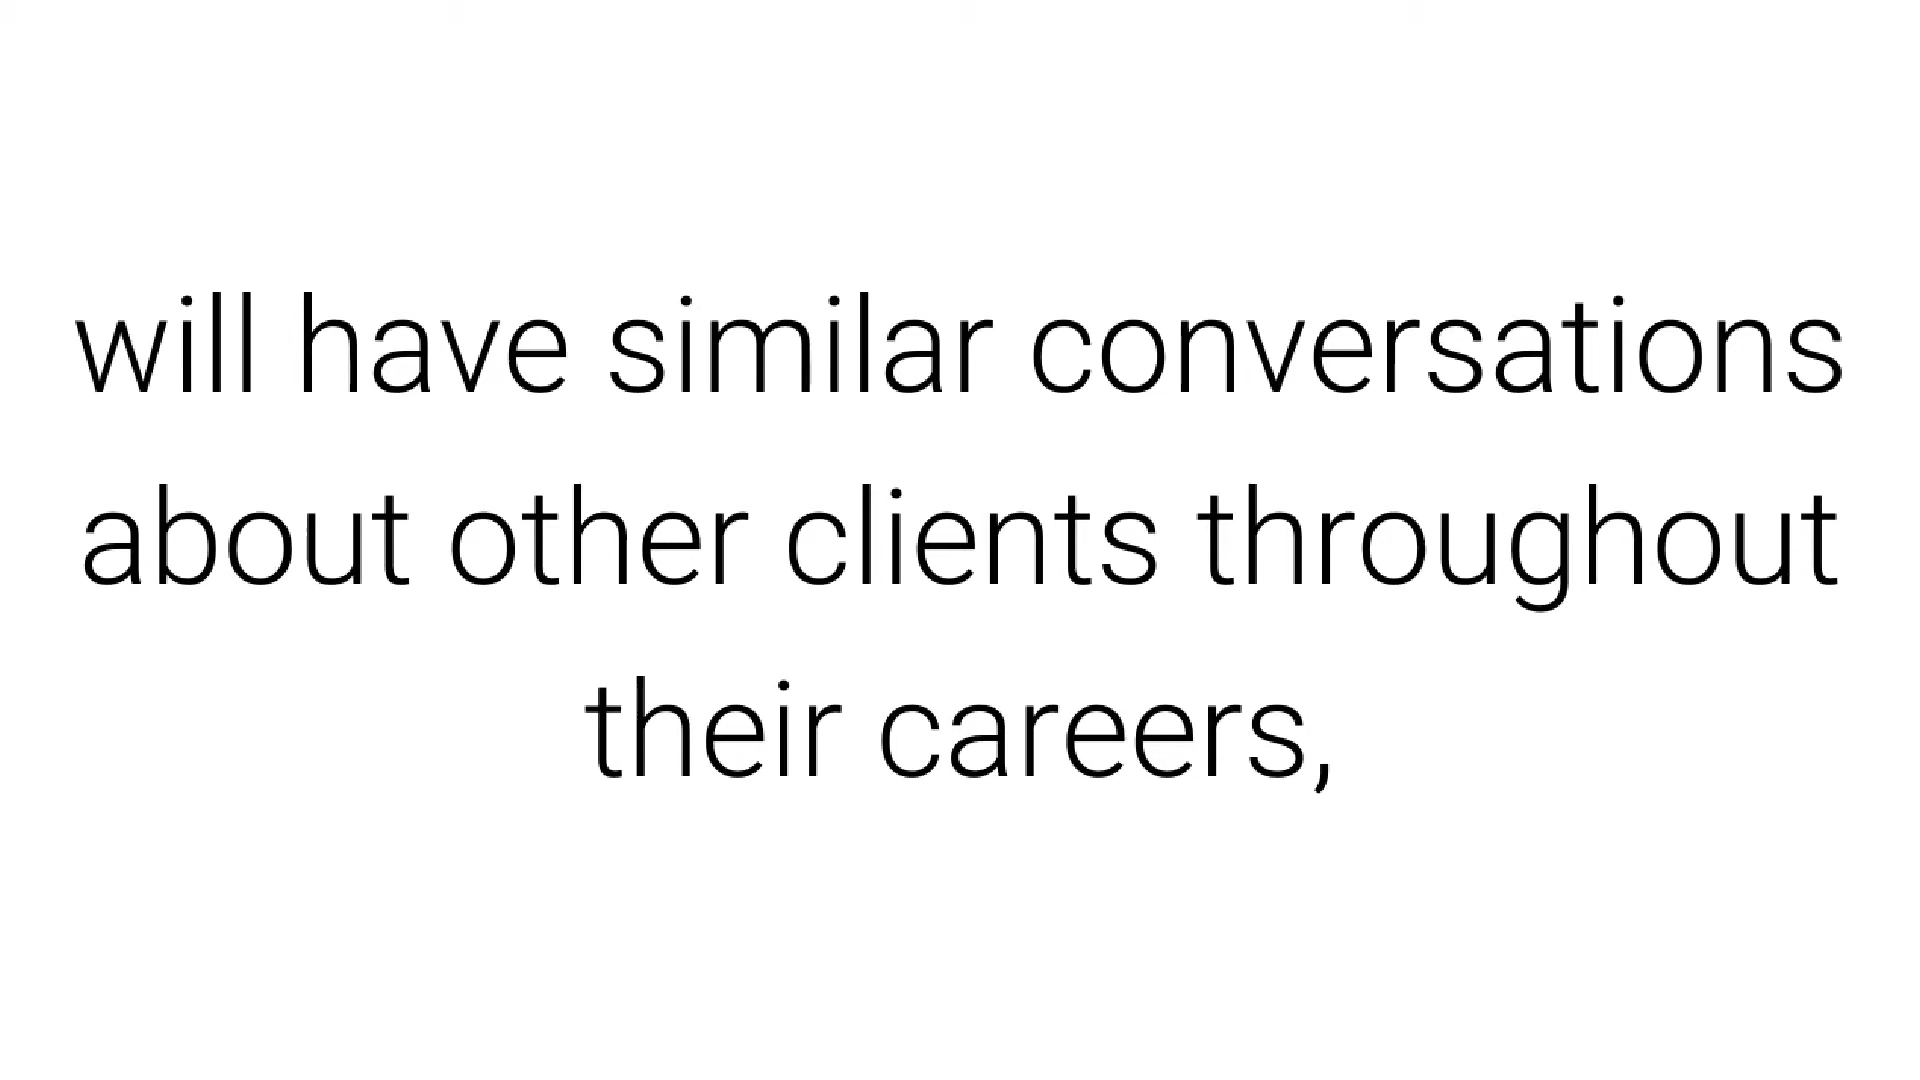 will have similar conversations
about other clients throughout
their careers,